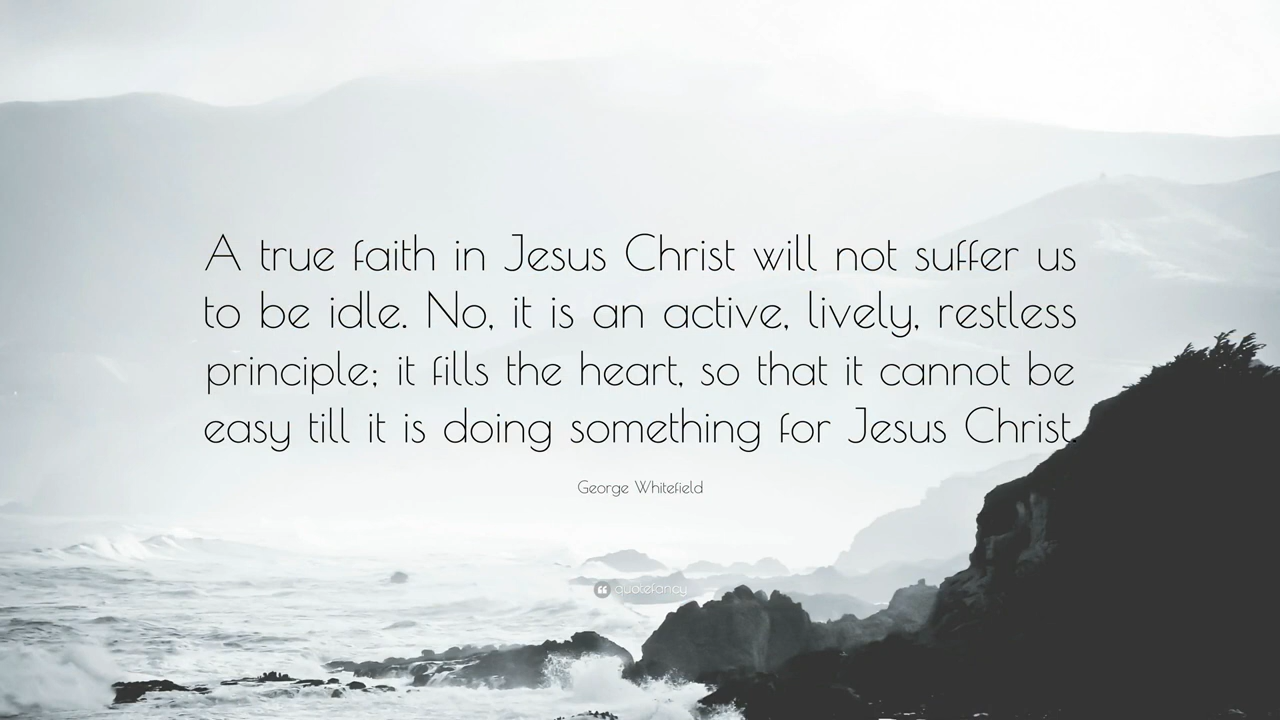 A true faith in Jesus Christ will not suffer us
to be idle. No, it is an active, lively, restless
principle; it fills the heart, so that it cannot be
easy till it is doing something for Jesus Christ.
George Whitefield
quotefancy